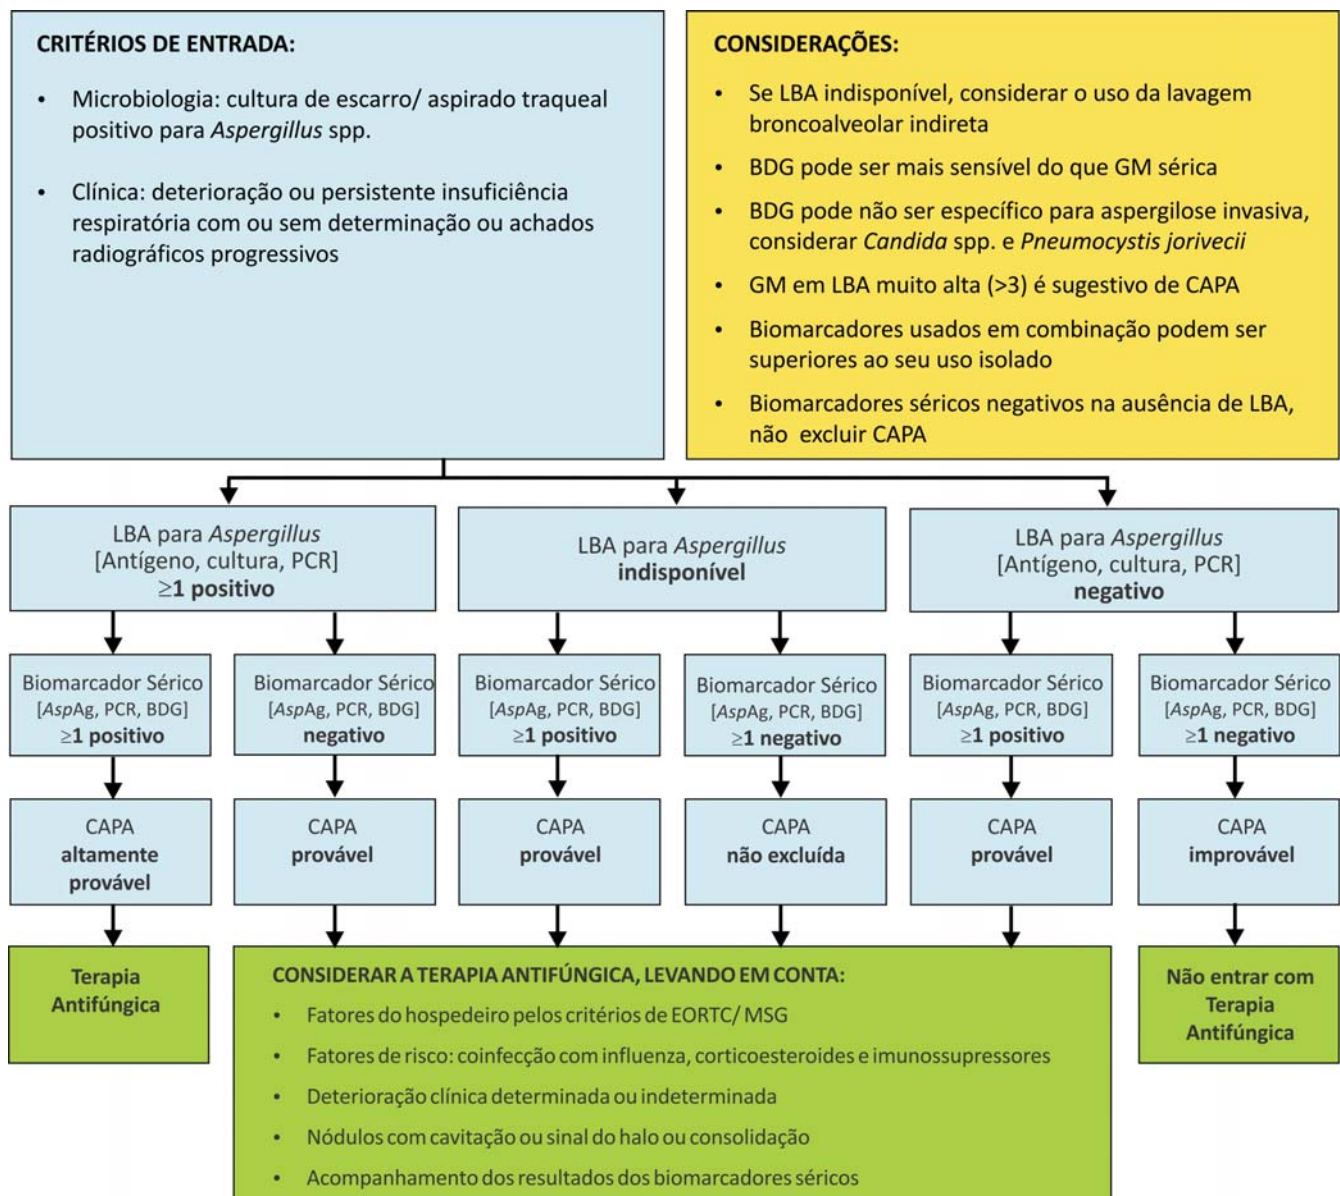 CRITÉRIOS DE ENTRADA:
• Microbiologia: cultura de escarro/ aspirado traqueal
positivo para Aspergillus spp.
• Clínica: deterioração ou persistente insuficiência
respiratória com ou sem determinação ou achados
radiográficos progressivos
CONSIDERAÇÕES:
• Se LBA indisponível, considerar o uso da lavagem
broncoalveolar indireta
• BDG pode ser mais sensível do que GM sérica
• BDG pode não ser específico para aspergilose invasiva,
considerar Candida spp. e Pneumocystis jorivecii
• GM em LBA muito alta (>3) é sugestivo de CAPA
• Biomarcadores usados em combinação podem ser
superiores ao seu uso isolado
• Biomarcadores séricos negativos na ausência de LBA,
não excluir CAPA
LBA para Aspergillus
[Antígeno, cultura, PCR]
≥1 positivo
LBA para Aspergillus
indisponível
LBA para Aspergillus
[Antígeno, cultura, PCR]
negativo
Biomarcador Sérico
[AspAg, PCR, BDG]
≥1 positivo
Biomarcador Sérico
[AspAg, PCR, BDG]
negativo
Biomarcador Sérico
[AspAg, PCR, BDG]
≥1 positivo
Biomarcador Sérico
[AspAg, PCR, BDG]
≥1 negativo
Biomarcador Sérico
[AspAg, PCR, BDG]
≥1 positivo
Biomarcador Sérico
[AspAg, PCR, BDG]
≥1 negativo
CAPA
altamente
provável
CAPA
provável
CAPA
provável
CAPA
não excluída
CAPA
provável
CAPA
improvável
Terapia
Antifúngica
CONSIDERAR A TERAPIA ANTIFÚNGICA, LEVANDO EM CONTA:
• Fatores do hospedeiro pelos critérios de EORTC/ MSG
• Fatores de risco: coinfecção com influenza, corticoesteroides e imunossupressores
• Deterioração clínica determinada ou indeterminada
• Nódulos com cavitação ou sinal do halo ou consolidação
• Acompanhamento dos resultados dos biomarcadores séricos
Não entrar com
Terapia
Antifúngica